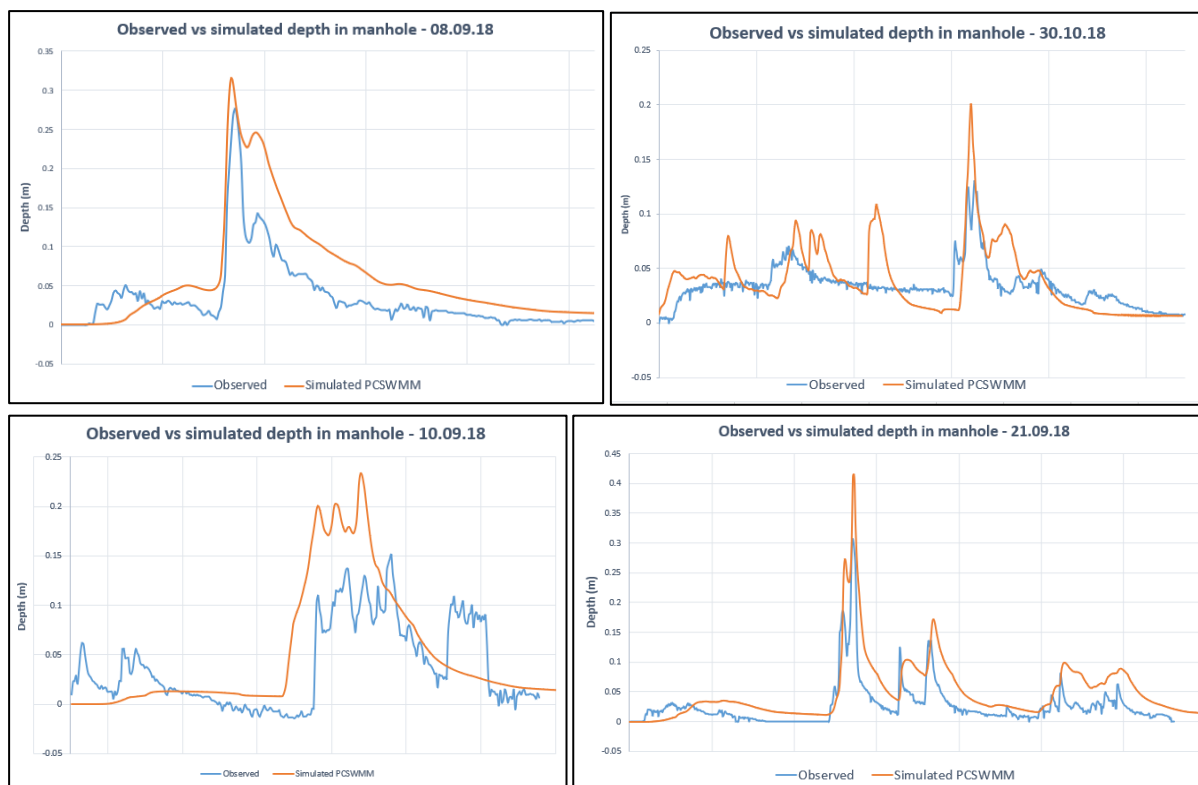 Observed vs simulated depth in manhole - 08.09.18
0.35
0.3
0.25
0.2
0.15
0.1
0.05
0
-0.05
Depth (m)
Observed Simulated PCSWMM
Observed vs simulated depth in manhole - 30.10.18
0.25
0.2
0.15
0.1
0.05
0
-0.05
Depth (m)
Observed Simulated PCSWMM
Observed vs simulated depth in manhole - 10.09.18
0.25
0.2
0.15
0.1
0.05
0
-0.05
Depth (m)
Observed Simulated PCSWMM
Observed vs simulated depth in manhole - 21.09.18
0.45
0.4
0.35
0.3
0.25
0.2
0.15
0.1
0.05
0
-0.05
Depth (m)
Observed Simulated PCSWMM